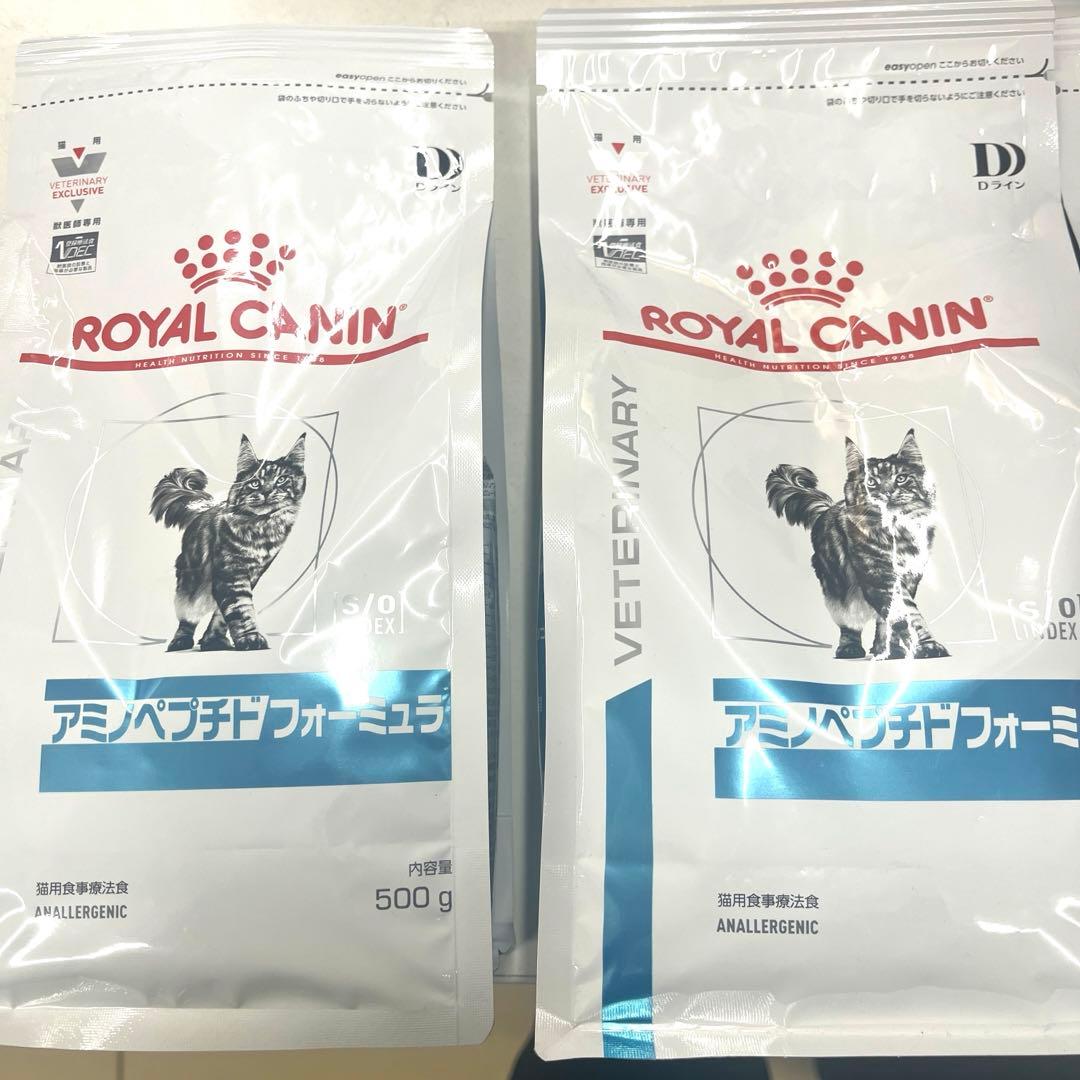 easyopen ここからお切りください
袋のふちや切り口で手を切らないようにご注意ください
猫 用
VETERINARY
EXCLUSIVE
獣医師専用
Dライン
ROYAL CANIN®
HEALTH NUTRITION SINCE 1968
[S/O]
INDEX
アミノペプチドフォーミュラ
内容量
500 g
猫用食事療法食
ANALLERGENIC
easyopen ここからお切りください
袋のふちや切り口で手を切らないようにご注意ください
猫 用
VETERINARY
EXCLUSIVE
獣医師専用
Dライン
ROYAL CANIN®
HEALTH NUTRITION SINCE 1968
VETERINARY
[S/O]
INDEX
アミノペプチドフォーミ
猫用食事療法食
ANALLERGENIC